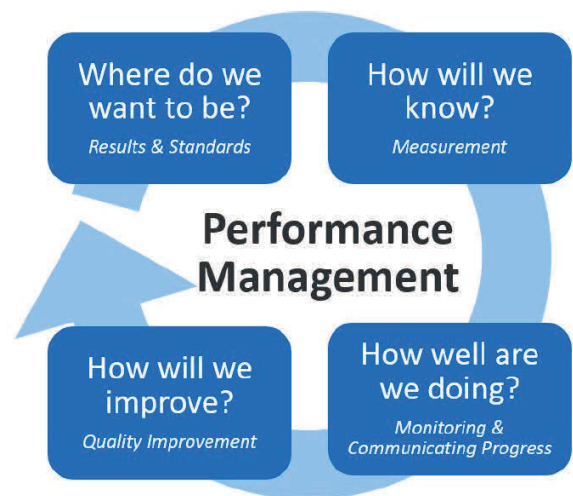 Where do we
want to be?
Results & Standards
How will we
know?
Measurement
Performance
Management
How will we
improve?
Quality Improvement
How well are
we doing?
Monitoring &
Communicating Progress